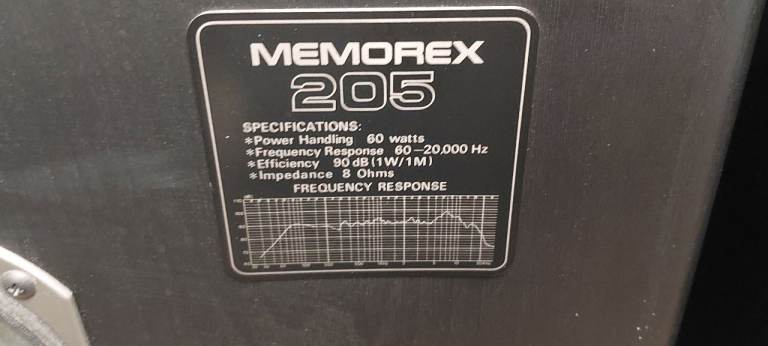 MEMOREX
205
SPECIFICATIONS:
*Power Handling 60 watts
*Frequency Response 60–20,000 Hz
*Efficiency 90 dB (1W/1M)
*Impedance 8 Ohms
FREQUENCY RESPONSE